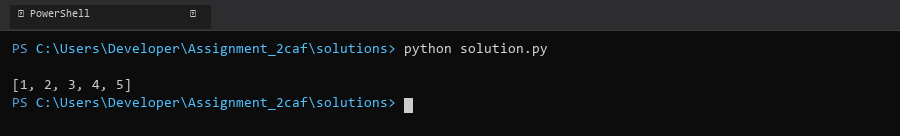 PowerShell
PS C:\Users\Developer\Assignment_2caf\solutions> python solution.py
[1, 2, 3, 4, 5]
PS C:\Users\Developer\Assignment_2caf\solutions>